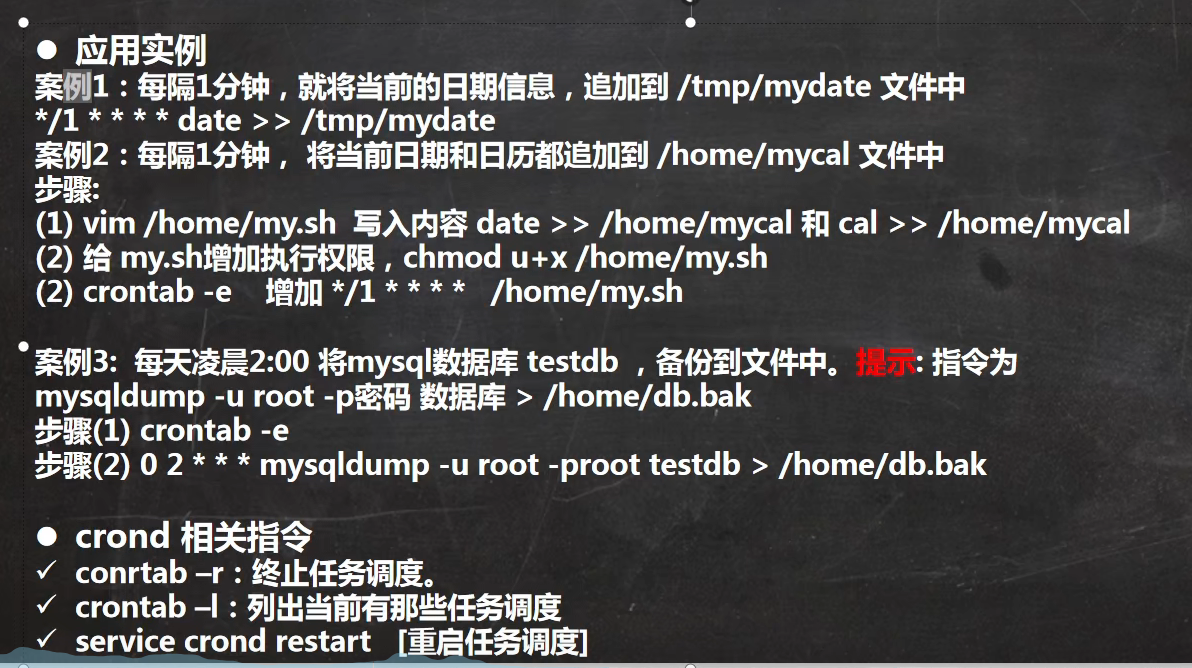 ● 应用实例
案例1：每隔1分钟，就将当前的日期信息，追加到 /tmp/mydate 文件中
*/1 * * * * date >> /tmp/mydate
案例2：每隔1分钟， 将当前日期和日历都追加到 /home/mycal 文件中
步骤:
(1) vim /home/my.sh 写入内容 date >> /home/mycal 和 cal >> /home/mycal
(2) 给 my.sh增加执行权限，chmod u+x /home/my.sh
(2) crontab -e 增加 */1 * * * * /home/my.sh
案例3: 每天凌晨2:00 将mysql数据库 testdb ，备份到文件中。提示: 指令为
mysqldump -u root -p密码 数据库 > /home/db.bak
步骤(1) crontab -e
步骤(2) 0 2 * * * mysqldump -u root -proot testdb > /home/db.bak
● crond 相关指令
✓ conrtab –r：终止任务调度。
✓ crontab –l：列出当前有那些任务调度
✓ service crond restart [重启任务调度]